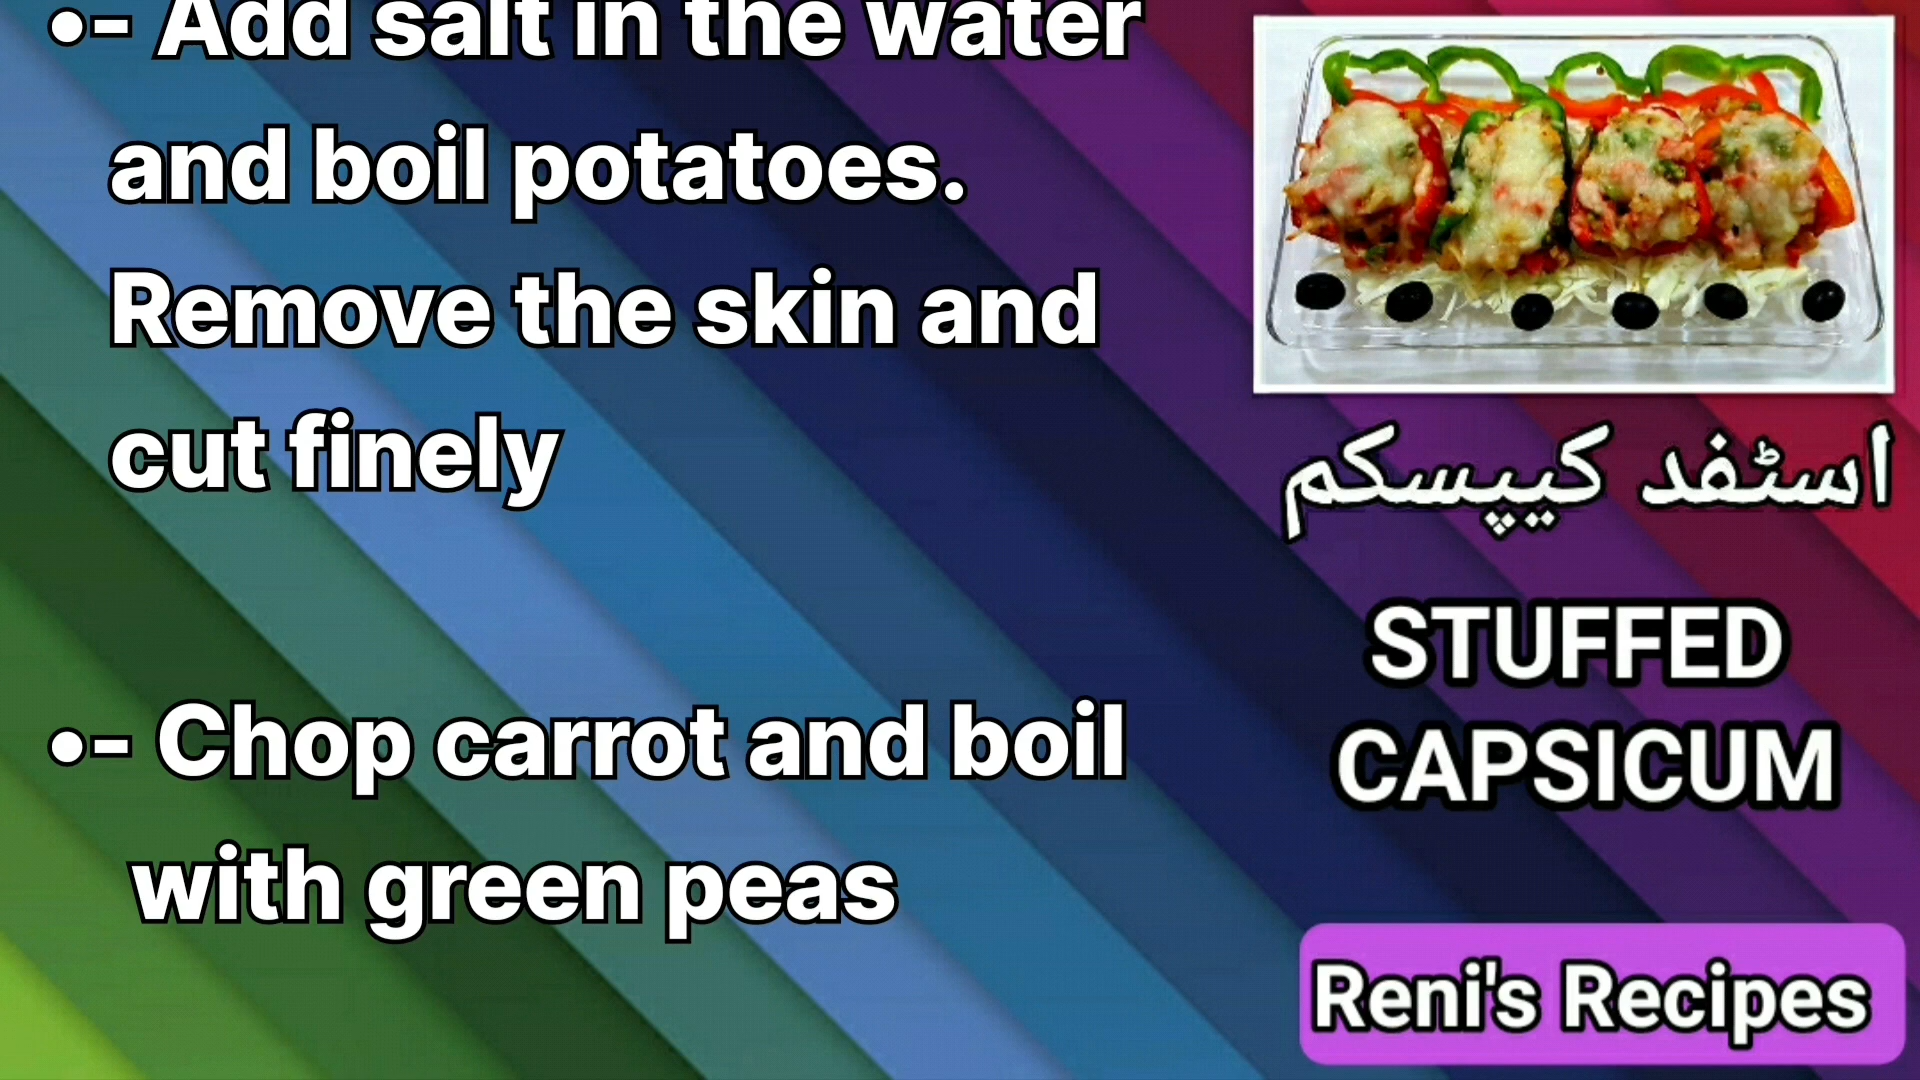 •- Add salt in the water
and boil potatoes.
Remove the skin and
cut finely
•- Chop carrot and boil
with green peas
اسٹفد کیپسکم
STUFFED
CAPSICUM
Reni's Recipes